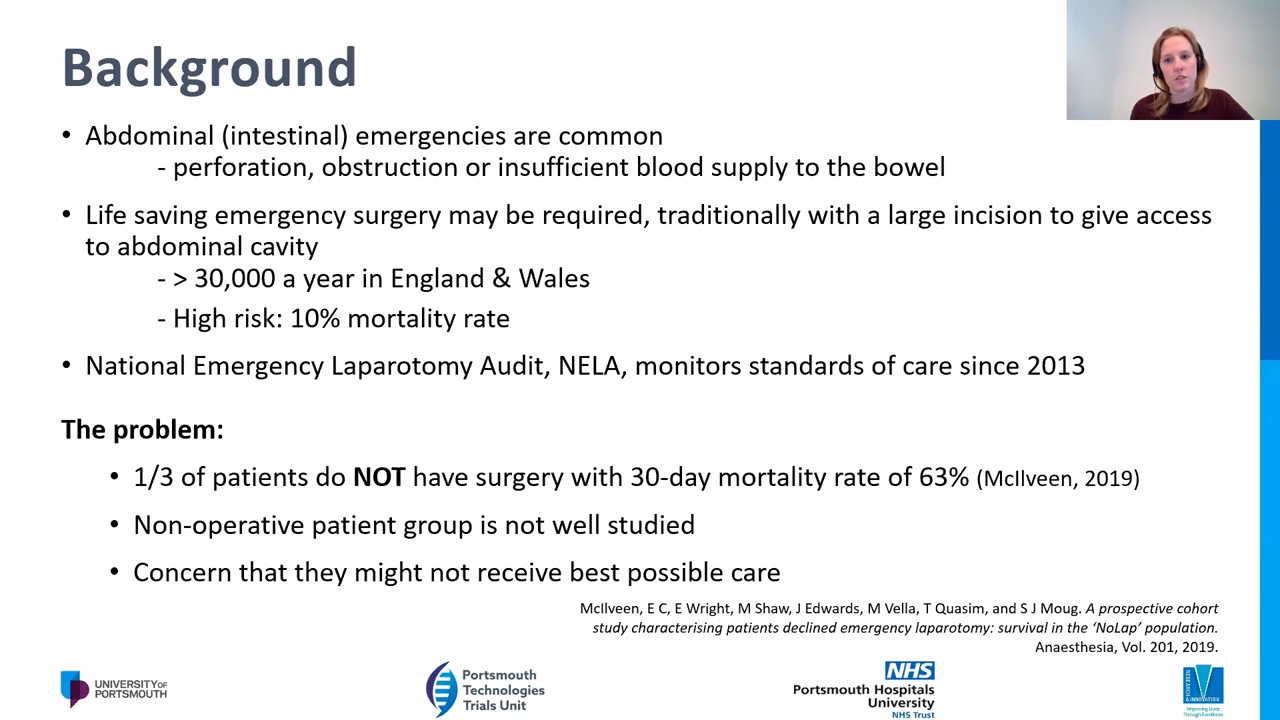 Background
• Abdominal (intestinal) emergencies are common
- perforation, obstruction or insufficient blood supply to the bowel
• Life saving emergency surgery may be required, traditionally with a large incision to give access
to abdominal cavity
- > 30,000 a year in England & Wales
- High risk: 10% mortality rate
• National Emergency Laparotomy Audit, NELA, monitors standards of care since 2013
The problem:
• 1/3 of patients do NOT have surgery with 30-day mortality rate of 63% (McIlveen, 2019)
• Non-operative patient group is not well studied
• Concern that they might not receive best possible care
McIlveen, E C, E Wright, M Shaw, J Edwards, M Vella, T Quasim, and S J Moug. A prospective cohort
study characterising patients declined emergency laparotomy: survival in the ‘NoLap’ population.
Anaesthesia, Vol. 201, 2019.
UNIVERSITY OF
PORTSMOUTH
Portsmouth
Technologies
Trials Unit
NHS
Portsmouth Hospitals
University
NHS Trust
RESEARCH
& INNOVATION
Improving Lives
Through Excellence